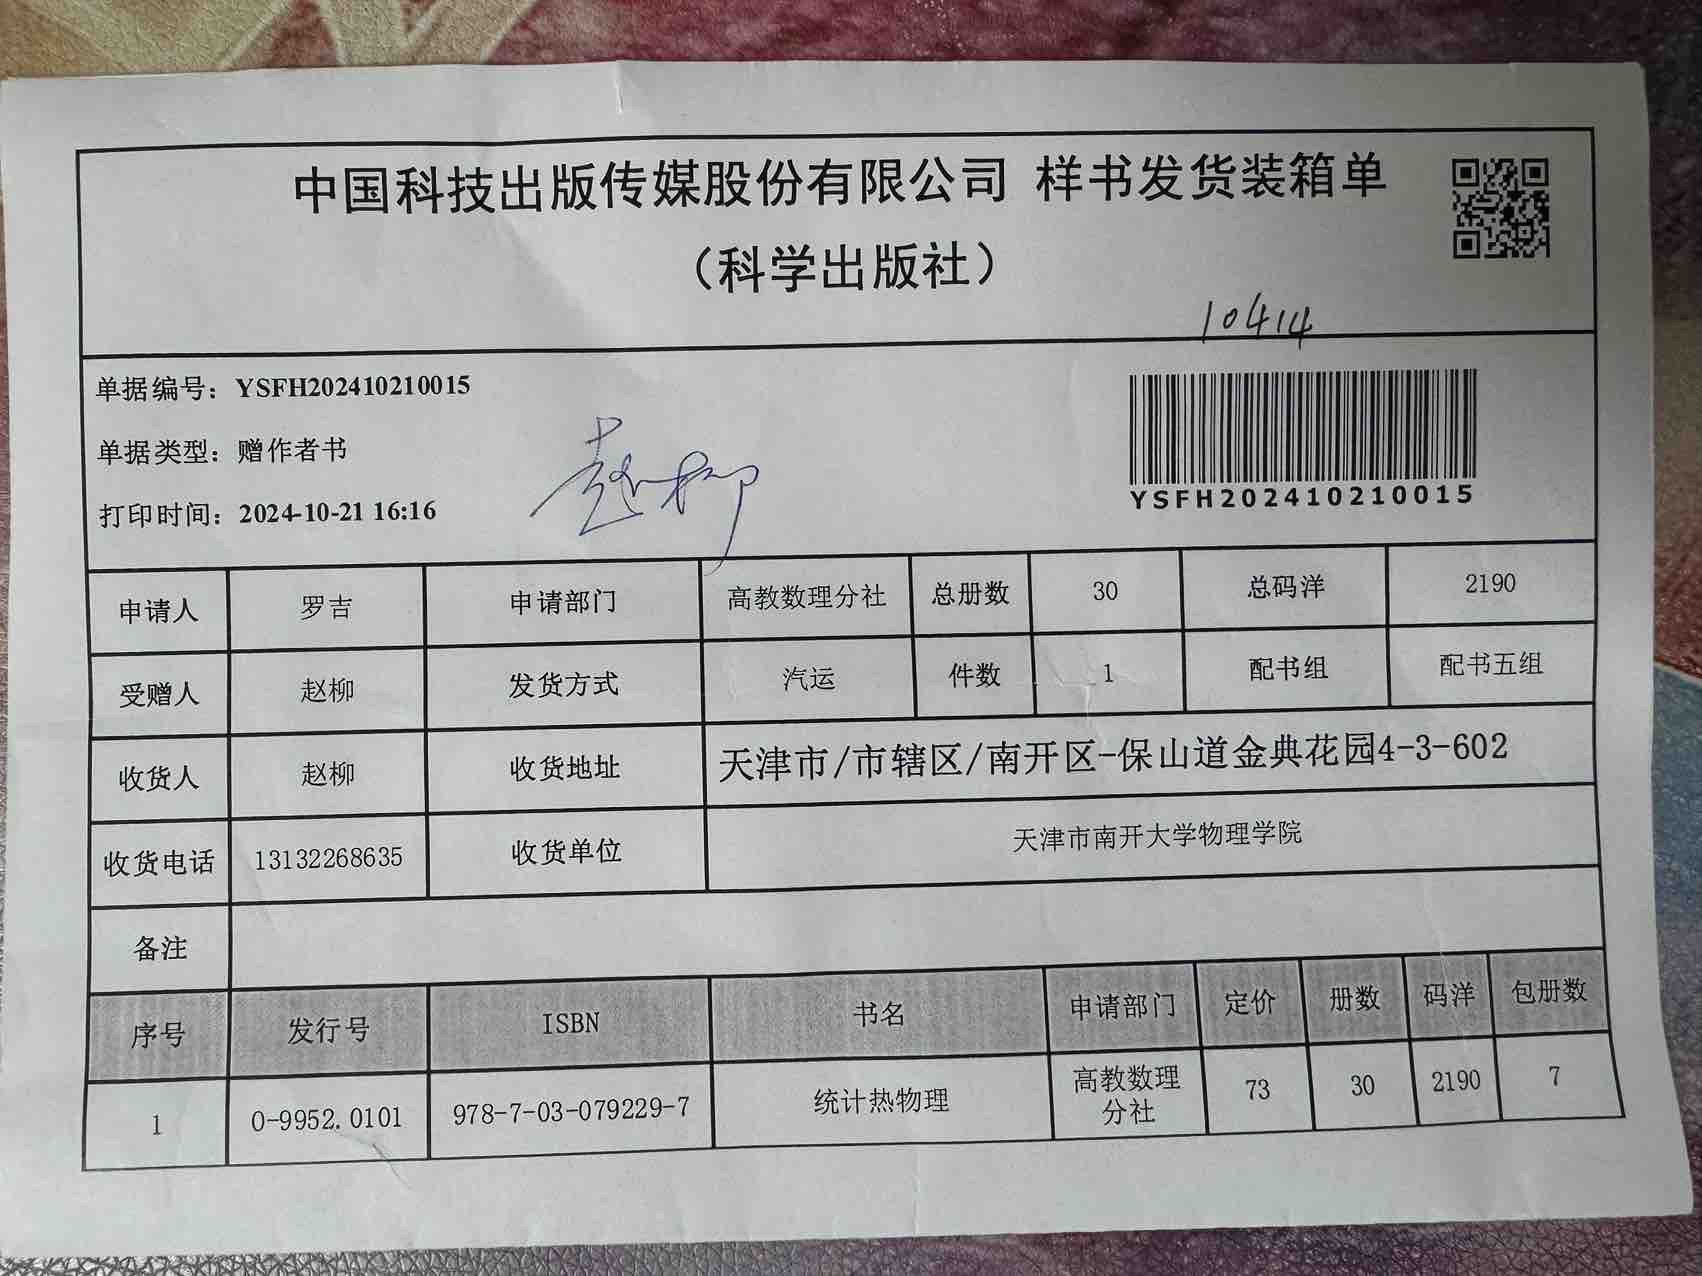 中国科技出版传媒股份有限公司 样书发货装箱单
（科学出版社）
10414
单据编号：YSFH202410210015
单据类型：赠作者书
打印时间：2024-10-21 16:16
赵柳
YSFH202410210015
申请人 罗吉 申请部门 高教数理分社 总册数 30 总码洋 2190
受赠人 赵柳 发货方式 汽运 件数 1 配书组 配书五组
收货人 赵柳 收货地址 天津市/市辖区/南开区-保山道金典花园4-3-602
收货电话 13132268635 收货单位 天津市南开大学物理学院
备注
序号 发行号 ISBN 书名 申请部门 定价 册数 码洋 包册数
1 O-9952.0101 978-7-03-079229-7 统计热物理 高教数理分社 73 30 2190 7